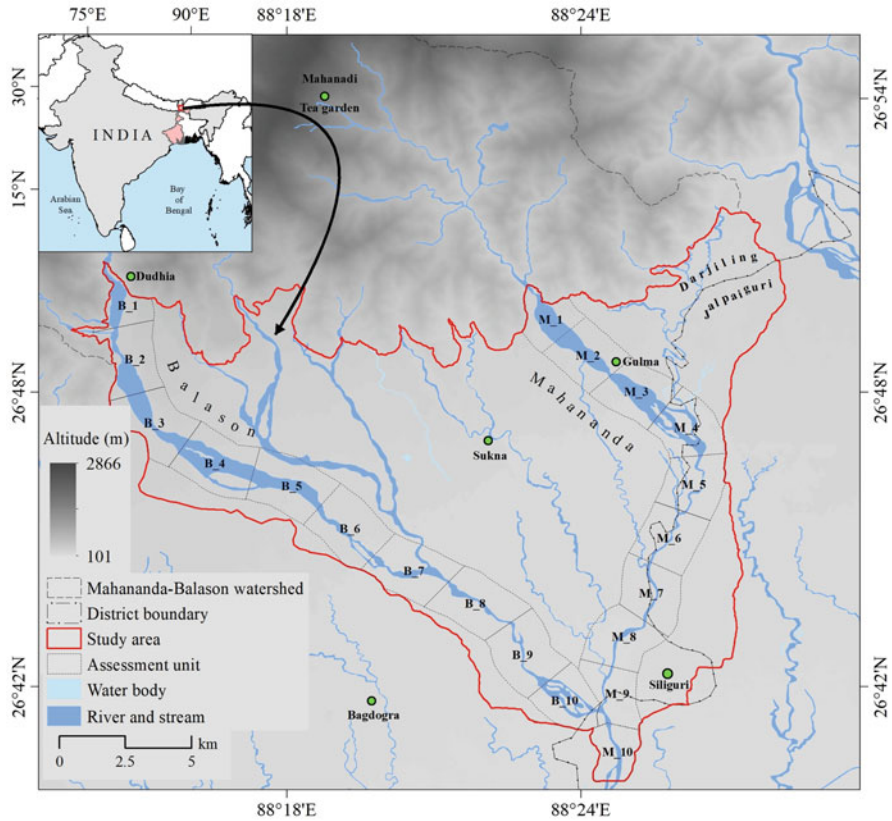 75°E
90°E
88°18'E
88°24'E
30°N
15°N
INDIA
Arabian
Sea
Bay
of
Bengal
Mahanadi
Tea garden
26°54'N
26°48'N
26°42'N
26°48'N
26°42'N
Dudhia
Darjiling
Jalpaiguri
B_1
B_2
B_3
B_4
B_5
B_6
B_7
B_8
B_9
B_10
Balason
M_1
M_2
M_3
M_4
M_5
M_6
M_7
M_8
M_9
M_10
Mahananda
Gulma
Sukna
Siliguri
Bagdogra
Altitude (m)
2866
101
Mahananda-Balason watershed
District boundary
Study area
Assessment unit
Water body
River and stream
0 2.5 5
km
88°18'E
88°24'E